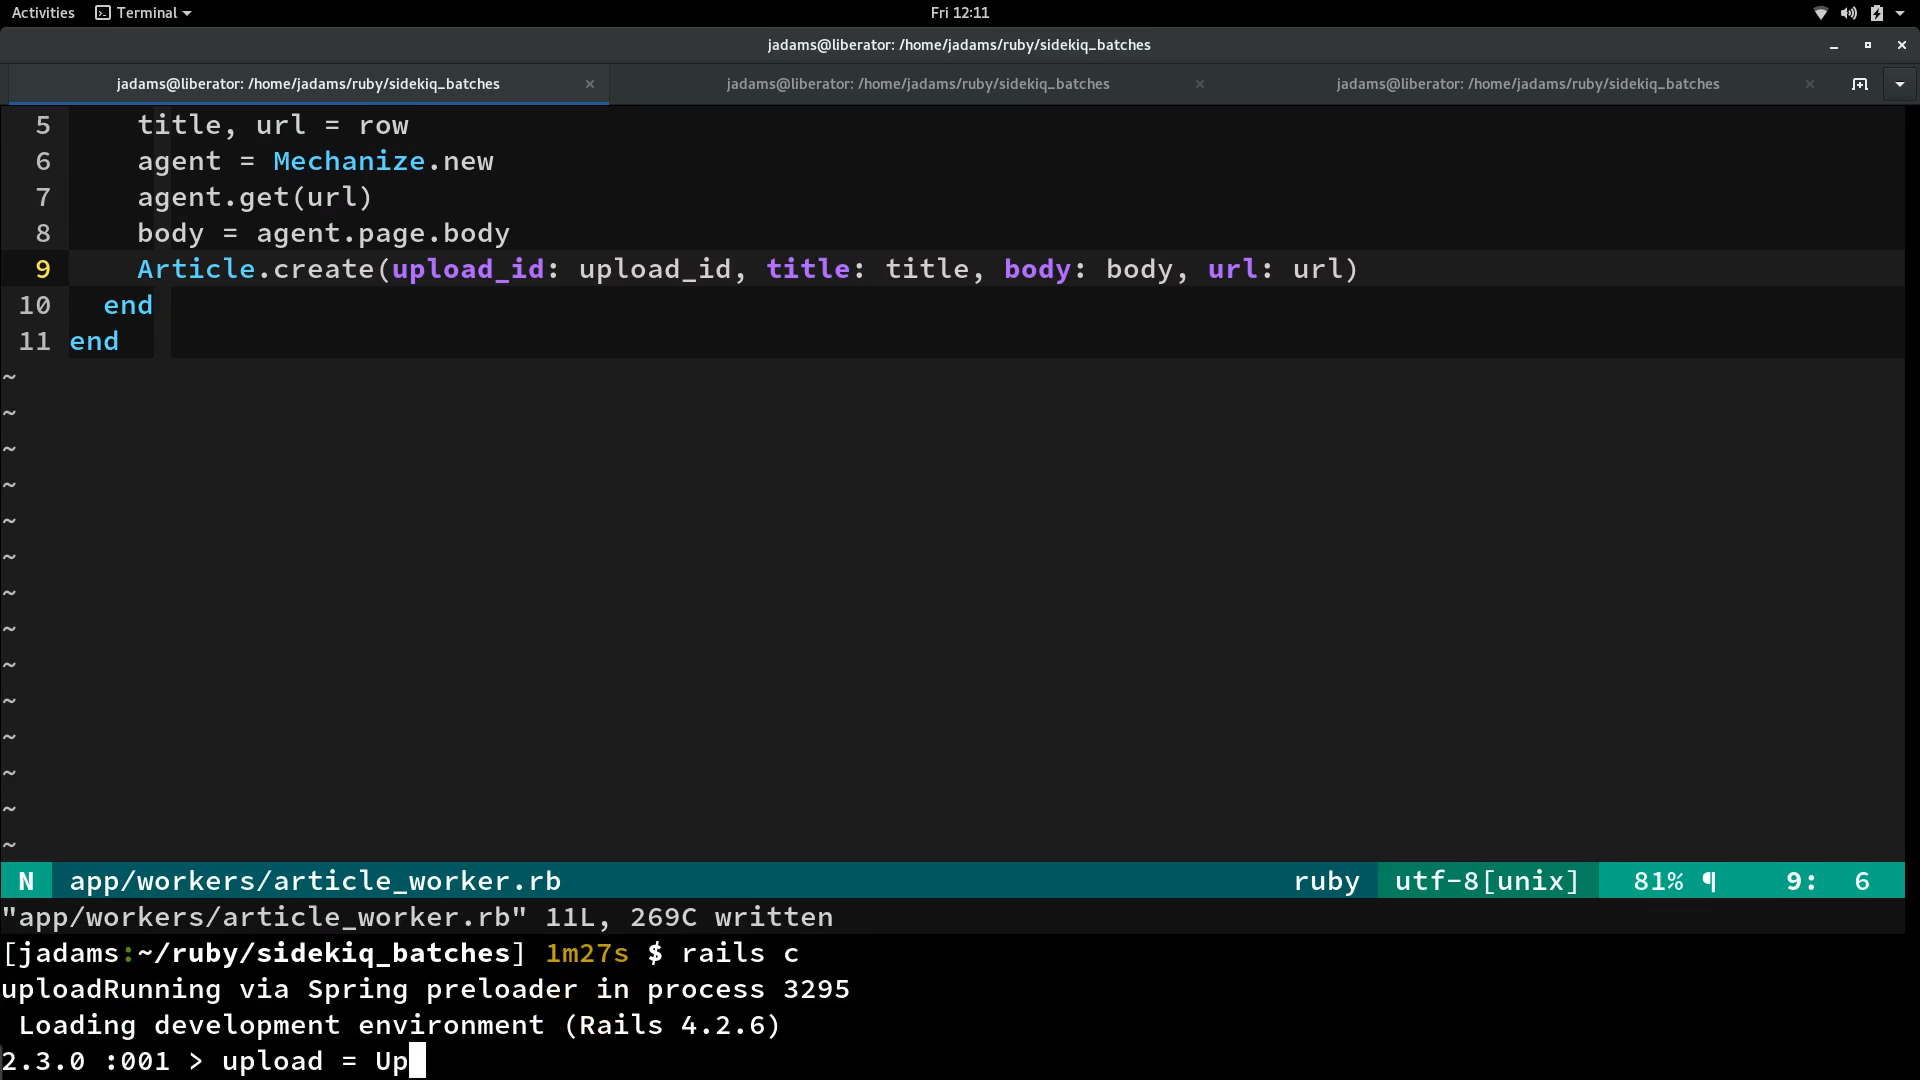 Activities Terminal Fri 12:11
jadams@liberator: /home/jadams/ruby/sidekiq_batches
jadams@liberator: /home/jadams/ruby/sidekiq_batches jadams@liberator: /home/jadams/ruby/sidekiq_batches jadams@liberator: /home/jadams/ruby/sidekiq_batches
5 title, url = row
6 agent = Mechanize.new
7 agent.get(url)
8 body = agent.page.body
9 Article.create(upload_id: upload_id, title: title, body: body, url: url)
10 end
11 end
~
~
~
~
~
~
~
~
~
~
~
~
~
~
N app/workers/article_worker.rb ruby utf-8[unix] 81% ¶ 9: 6
"app/workers/article_worker.rb" 11L, 269C written
[jadams:~/ruby/sidekiq_batches] 1m27s $ rails c
uploadRunning via Spring preloader in process 3295
Loading development environment (Rails 4.2.6)
2.3.0 :001 > upload = Up